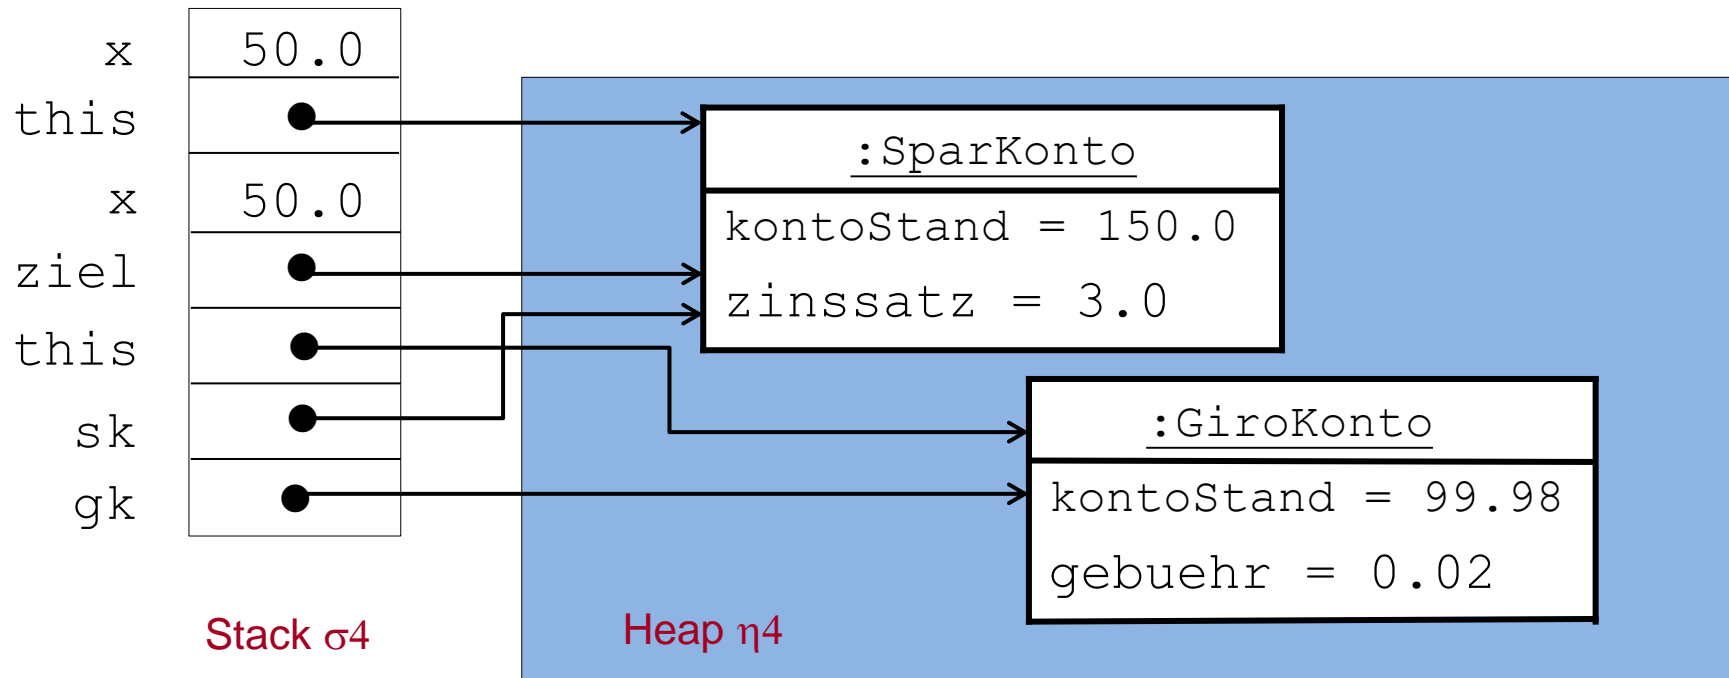 x 50.0
this
x 50.0
ziel
this
sk
gk
Stack σ4
:SparKonto
kontoStand = 150.0
zinssatz = 3.0
:GiroKonto
kontoStand = 99.98
gebuehr = 0.02
Heap η4